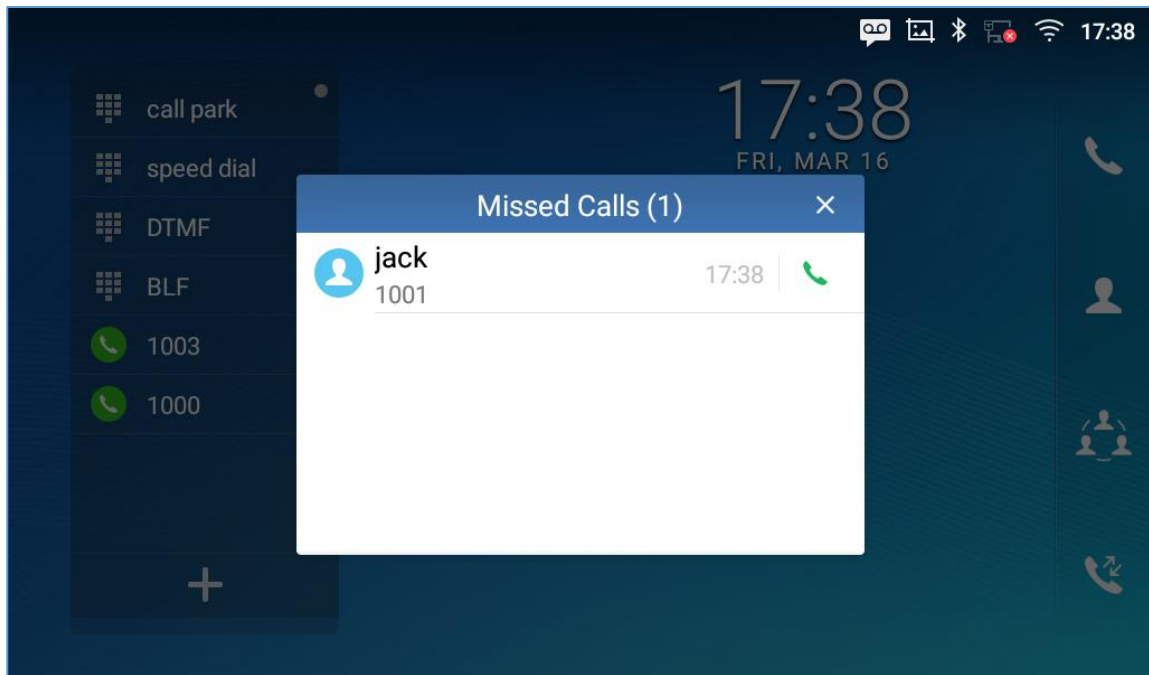 17:38
call park
speed dial
DTMF
BLF
1003
1000
17:38
FRI, MAR 16
Missed Calls (1)
jack
1001
17:38